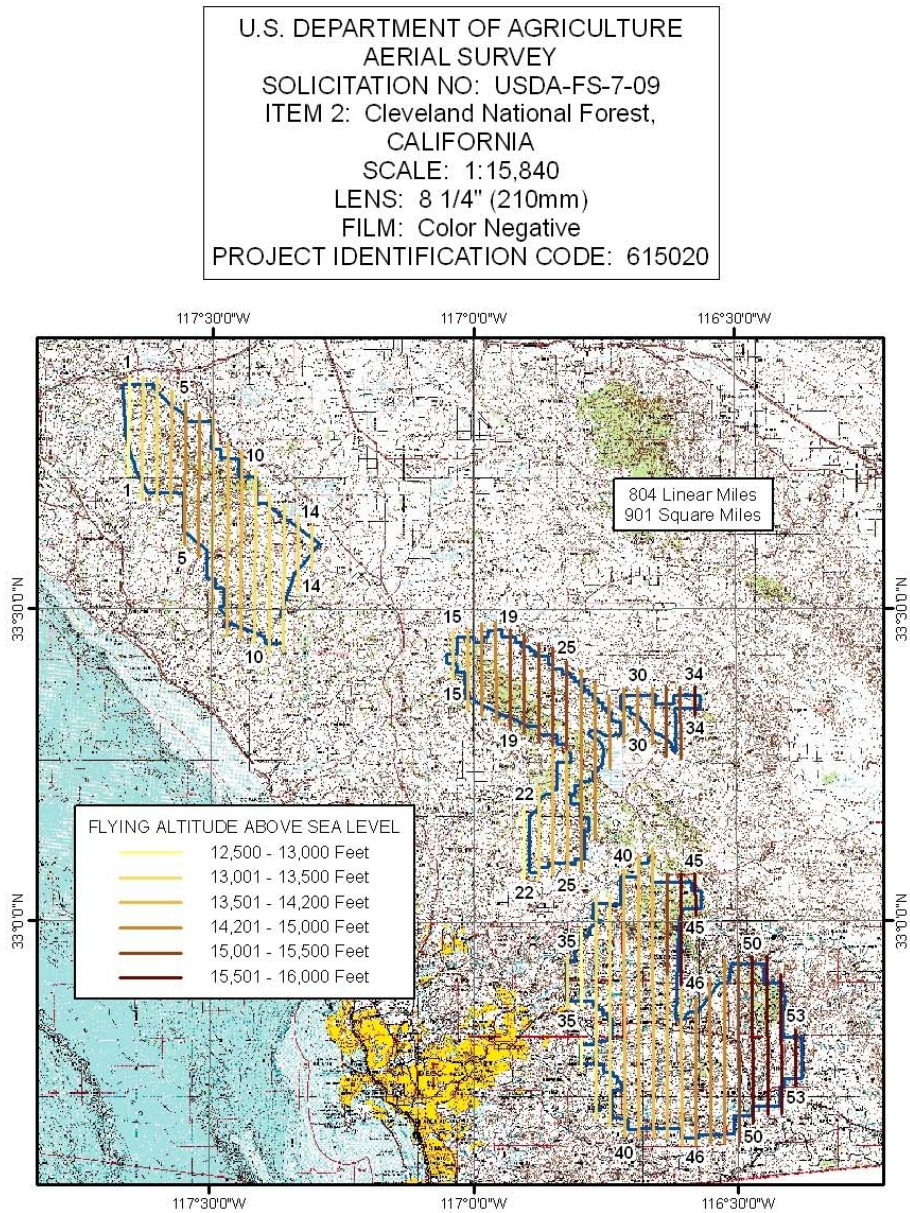 U.S. DEPARTMENT OF AGRICULTURE
AERIAL SURVEY
SOLICITATION NO: USDA-FS-7-09
ITEM 2: Cleveland National Forest,
CALIFORNIA
SCALE: 1:15,840
LENS: 8 1/4" (210mm)
FILM: Color Negative
PROJECT IDENTIFICATION CODE: 615020
117°30'0"W 117°0'0"W 116°30'0"W
1
5
10
14
1
5
14
10
804 Linear Miles
901 Square Miles
33°30'0"N 33°30'0"N
15 19
25
30 34
15
19
30 34
22
22 25
FLYING ALTITUDE ABOVE SEA LEVEL
12,500 - 13,000 Feet
13,001 - 13,500 Feet
13,501 - 14,200 Feet
14,201 - 15,000 Feet
15,001 - 15,500 Feet
15,501 - 16,000 Feet
40 45
33°0'0"N 33°0'0"N
45
35 50
46
35 53
53
40 46 50
117°30'0"W 117°0'0"W 116°30'0"W